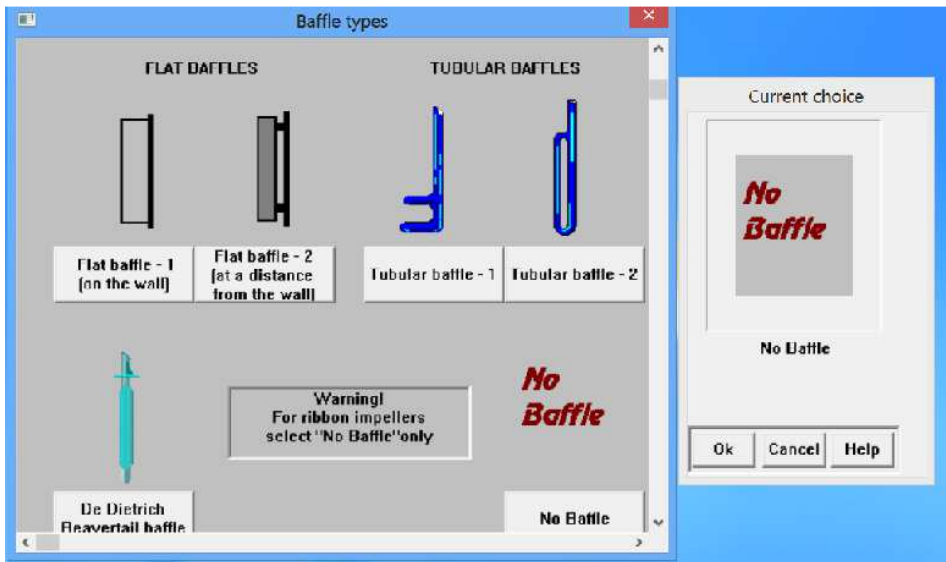 Baffle types
FLAT BAFFLES
TUBULAR BAFFLES
Flat baffle - 1
(on the wall)
Flat baffle - 2
(at a distance
from the wall)
Tubular baffle - 1
Tubular baffle - 2
Warning!
For ribbon impellers
select "No Baffle"only
No
Baffle
De Dietrich
Beavertail baffle
No Baffle
Current choice
No
Baffle
No Baffle
Ok
Cancel
Help